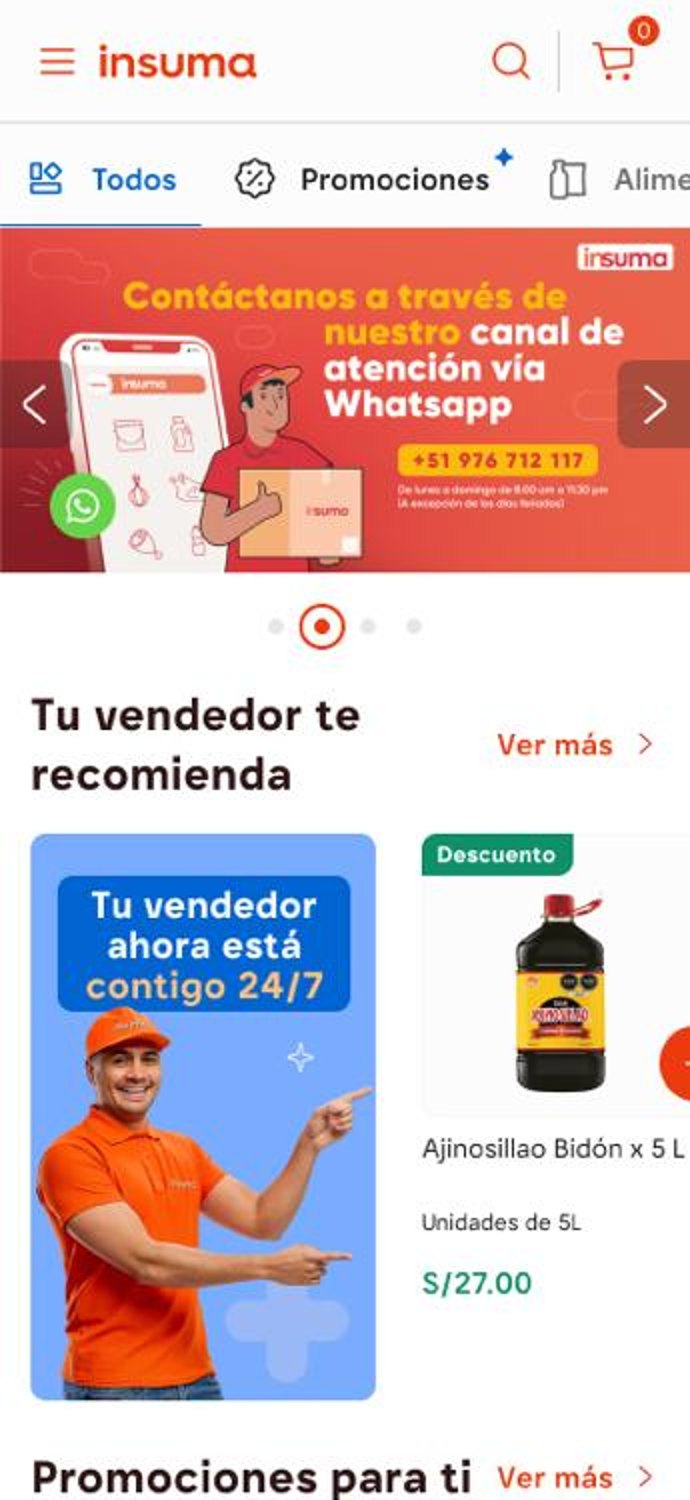 insuma
0
Todos
Promociones
Alime
insuma
Contáctanos a través de
nuestro canal de
atención vía
Whatsapp
insuma
+51 976 712 117
De lunes a domingo de 8:00 am a 11:30 pm
(A excepción de los días feriados)
insuma
Tu vendedor te
recomienda
Ver más
Descuento
Tu vendedor
ahora está
contigo 24/7
AJINOSILLAO
Ajinosillao Bidón x 5 L
Unidades de 5L
S/27.00
Promociones para ti
Ver más